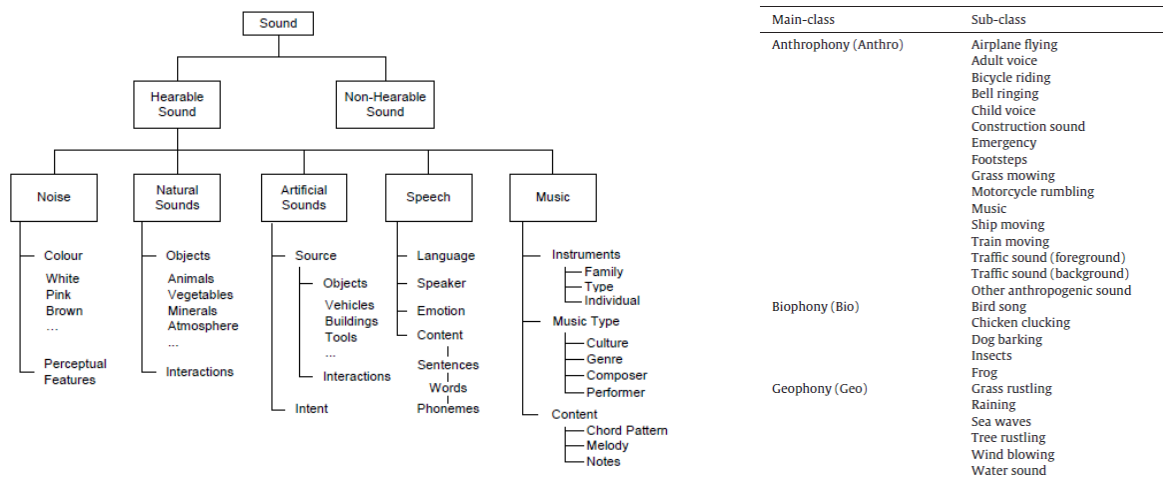 Sound
Hearable
Sound
Non-Hearable
Sound
Noise
Natural
Sounds
Artificial
Sounds
Speech
Music
Colour
White
Pink
Brown
...
Perceptual
Features
Objects
Animals
Vegetables
Minerals
Atmosphere
...
Interactions
Source
Objects
Vehicles
Buildings
Tools
...
Interactions
Intent
Language
Speaker
Emotion
Content
Sentences
Words
Phonemes
Instruments
Family
Type
Individual
Music Type
Culture
Genre
Composer
Performer
Content
Chord Pattern
Melody
Notes
Main-class Sub-class
Anthrophony (Anthro) Airplane flying
Adult voice
Bicycle riding
Bell ringing
Child voice
Construction sound
Emergency
Footsteps
Grass mowing
Motorcycle rumbling
Music
Ship moving
Train moving
Traffic sound (foreground)
Traffic sound (background)
Other anthropogenic sound
Biophony (Bio) Bird song
Chicken clucking
Dog barking
Insects
Frog
Geophony (Geo) Grass rustling
Raining
Sea waves
Tree rustling
Wind blowing
Water sound